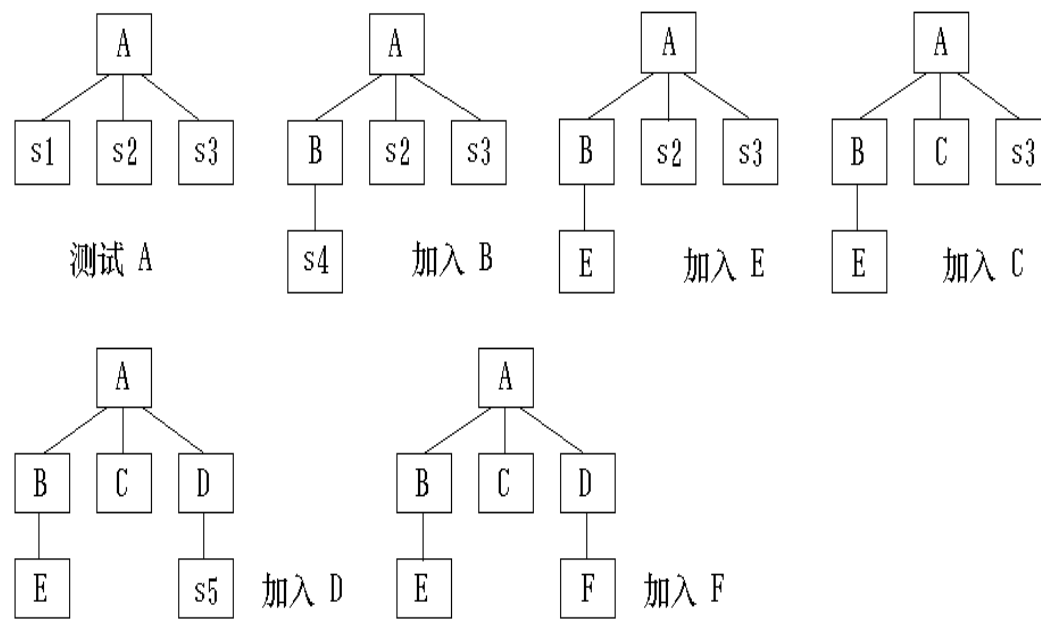 A
s1 s2 s3
测试 A
A
B s2 s3
s4
加入 B
A
B s2 s3
E
加入 E
A
B C s3
E
加入 C
A
B C D
E s5
加入 D
A
B C D
E F
加入 F